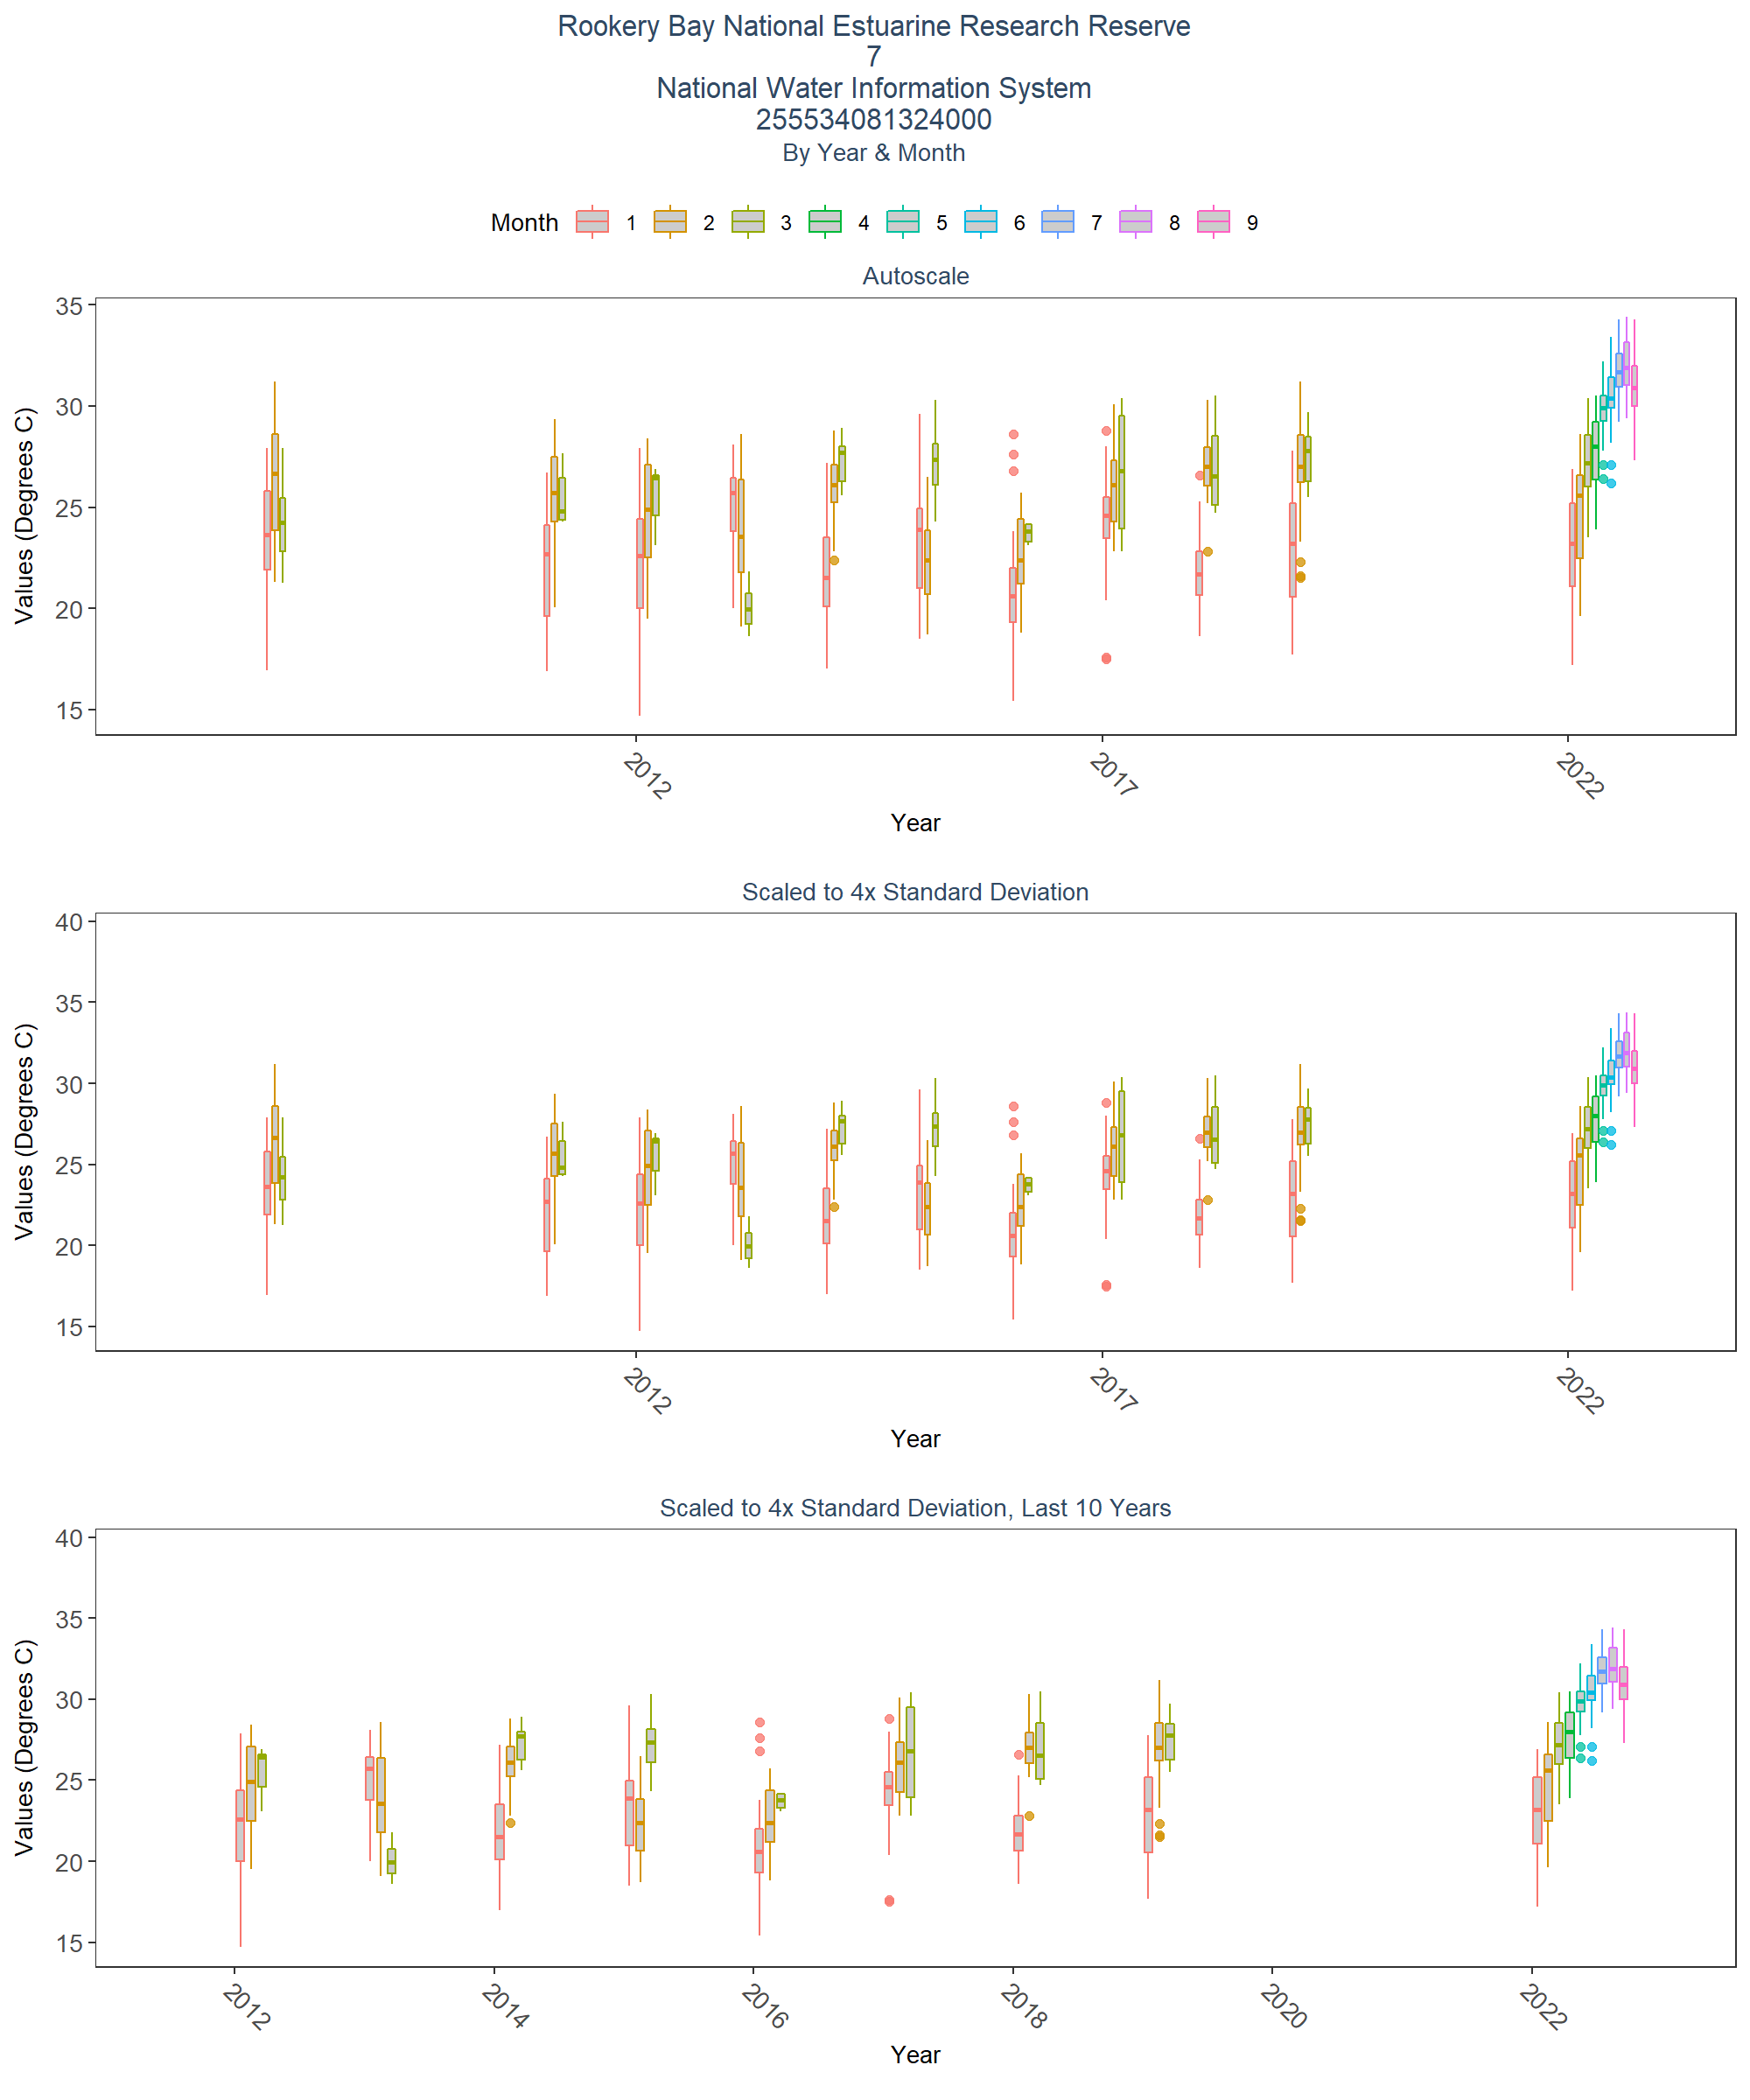 Rookery Bay National Estuarine Research Reserve
7
National Water Information System
255534081324000
By Year & Month
Month 1 2 3 4 5 6 7 8 9
Autoscale
Values (Degrees C)
35
30
25
20
15
2012 2017 2022
Year
Scaled to 4x Standard Deviation
Values (Degrees C)
40
35
30
25
20
15
2012 2017 2022
Year
Scaled to 4x Standard Deviation, Last 10 Years
Values (Degrees C)
40
35
30
25
20
15
2012 2014 2016 2018 2020 2022
Year